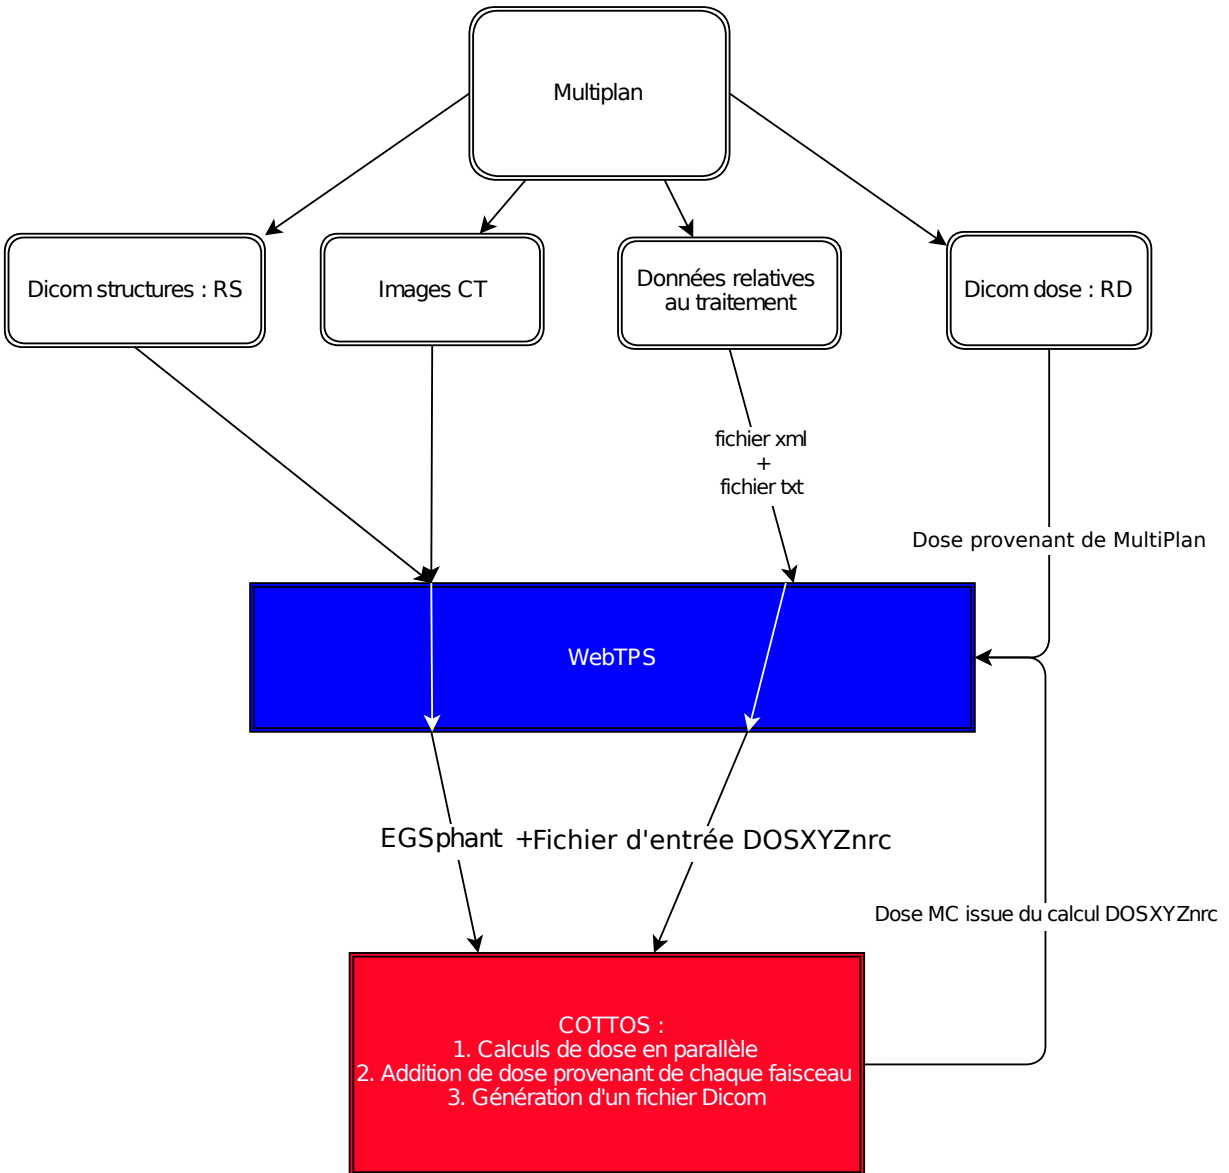 Multiplan
Dicom structures : RS
Images CT
Données relatives
au traitement
Dicom dose : RD
fichier xml
+
fichier txt
Dose provenant de MultiPlan
WebTPS
EGSphant +Fichier d'entrée DOSXYZnrc
Dose MC issue du calcul DOSXYZnrc
COTTOS :
1. Calculs de dose en parallèle
2. Addition de dose provenant de chaque faisceau
3. Génération d'un fichier Dicom